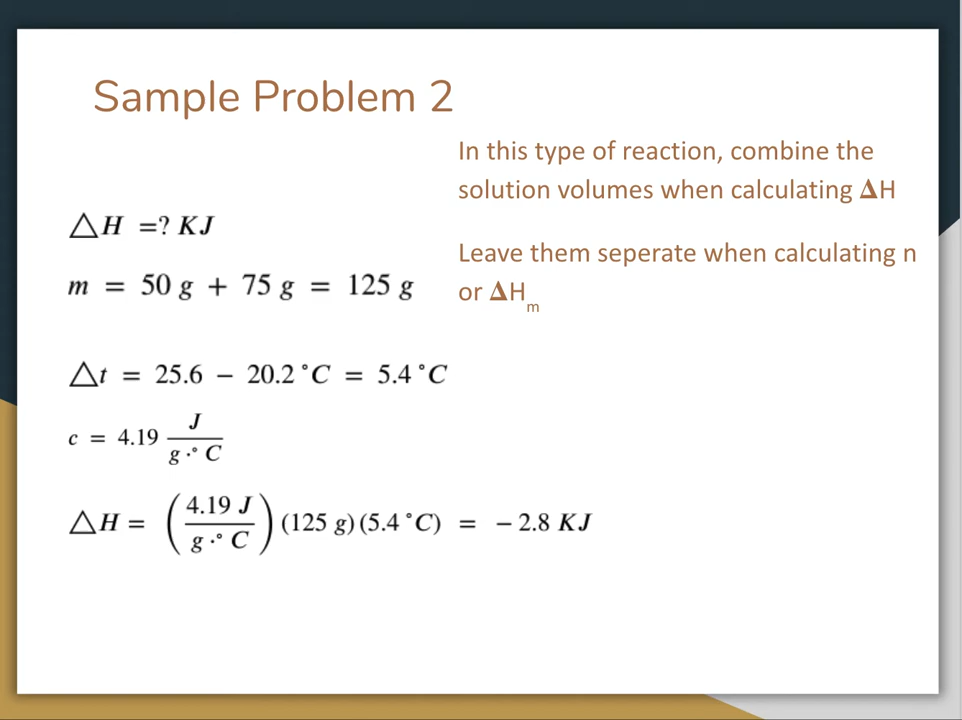 Sample Problem 2
In this type of reaction, combine the
solution volumes when calculating ΔH
Leave them seperate when calculating n
or ΔHₘ
△H =? KJ
m = 50 g + 75 g = 125 g
△t = 25.6 − 20.2 °C = 5.4 °C
c = 4.19 J / g ·° C
△H = (4.19 J / g ·° C) (125 g) (5.4 °C) = − 2.8 KJ